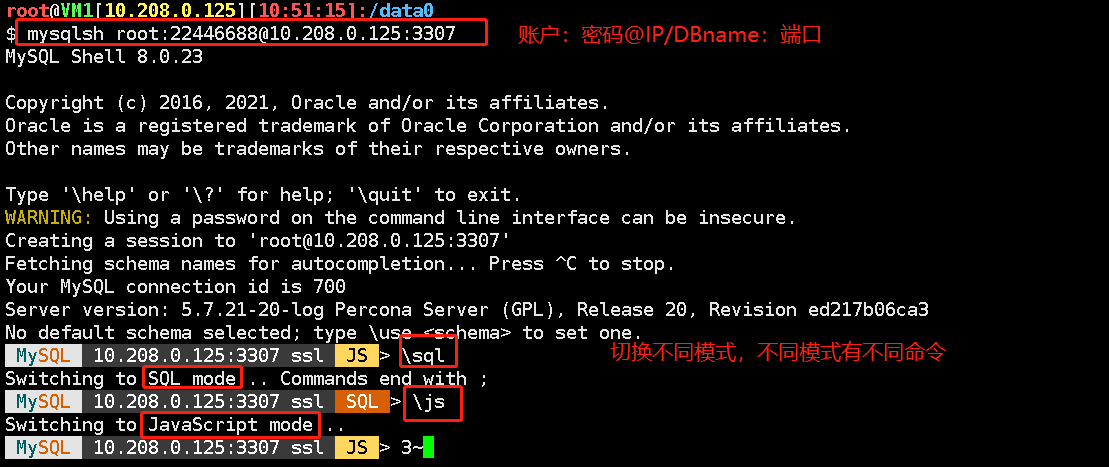 root@VM1[10.208.0.125][10:51:15]:/data0
$ mysqlsh root:22446688@10.208.0.125:3307 账户：密码@IP/DBname：端口
MySQL Shell 8.0.23
Copyright (c) 2016, 2021, Oracle and/or its affiliates.
Oracle is a registered trademark of Oracle Corporation and/or its affiliates.
Other names may be trademarks of their respective owners.
Type '\help' or '\?' for help; '\quit' to exit.
WARNING: Using a password on the command line interface can be insecure.
Creating a session to 'root@10.208.0.125:3307'
Fetching schema names for autocompletion... Press ^C to stop.
Your MySQL connection id is 700
Server version: 5.7.21-20-log Percona Server (GPL), Release 20, Revision ed217b06ca3
No default schema selected; type \use <schema> to set one.
MySQL 10.208.0.125:3307 ssl JS > \sql 切换不同模式，不同模式有不同命令
Switching to SQL mode .. Commands end with ;
MySQL 10.208.0.125:3307 ssl SQL > \js
Switching to JavaScript mode ..
MySQL 10.208.0.125:3307 ssl JS > 3~